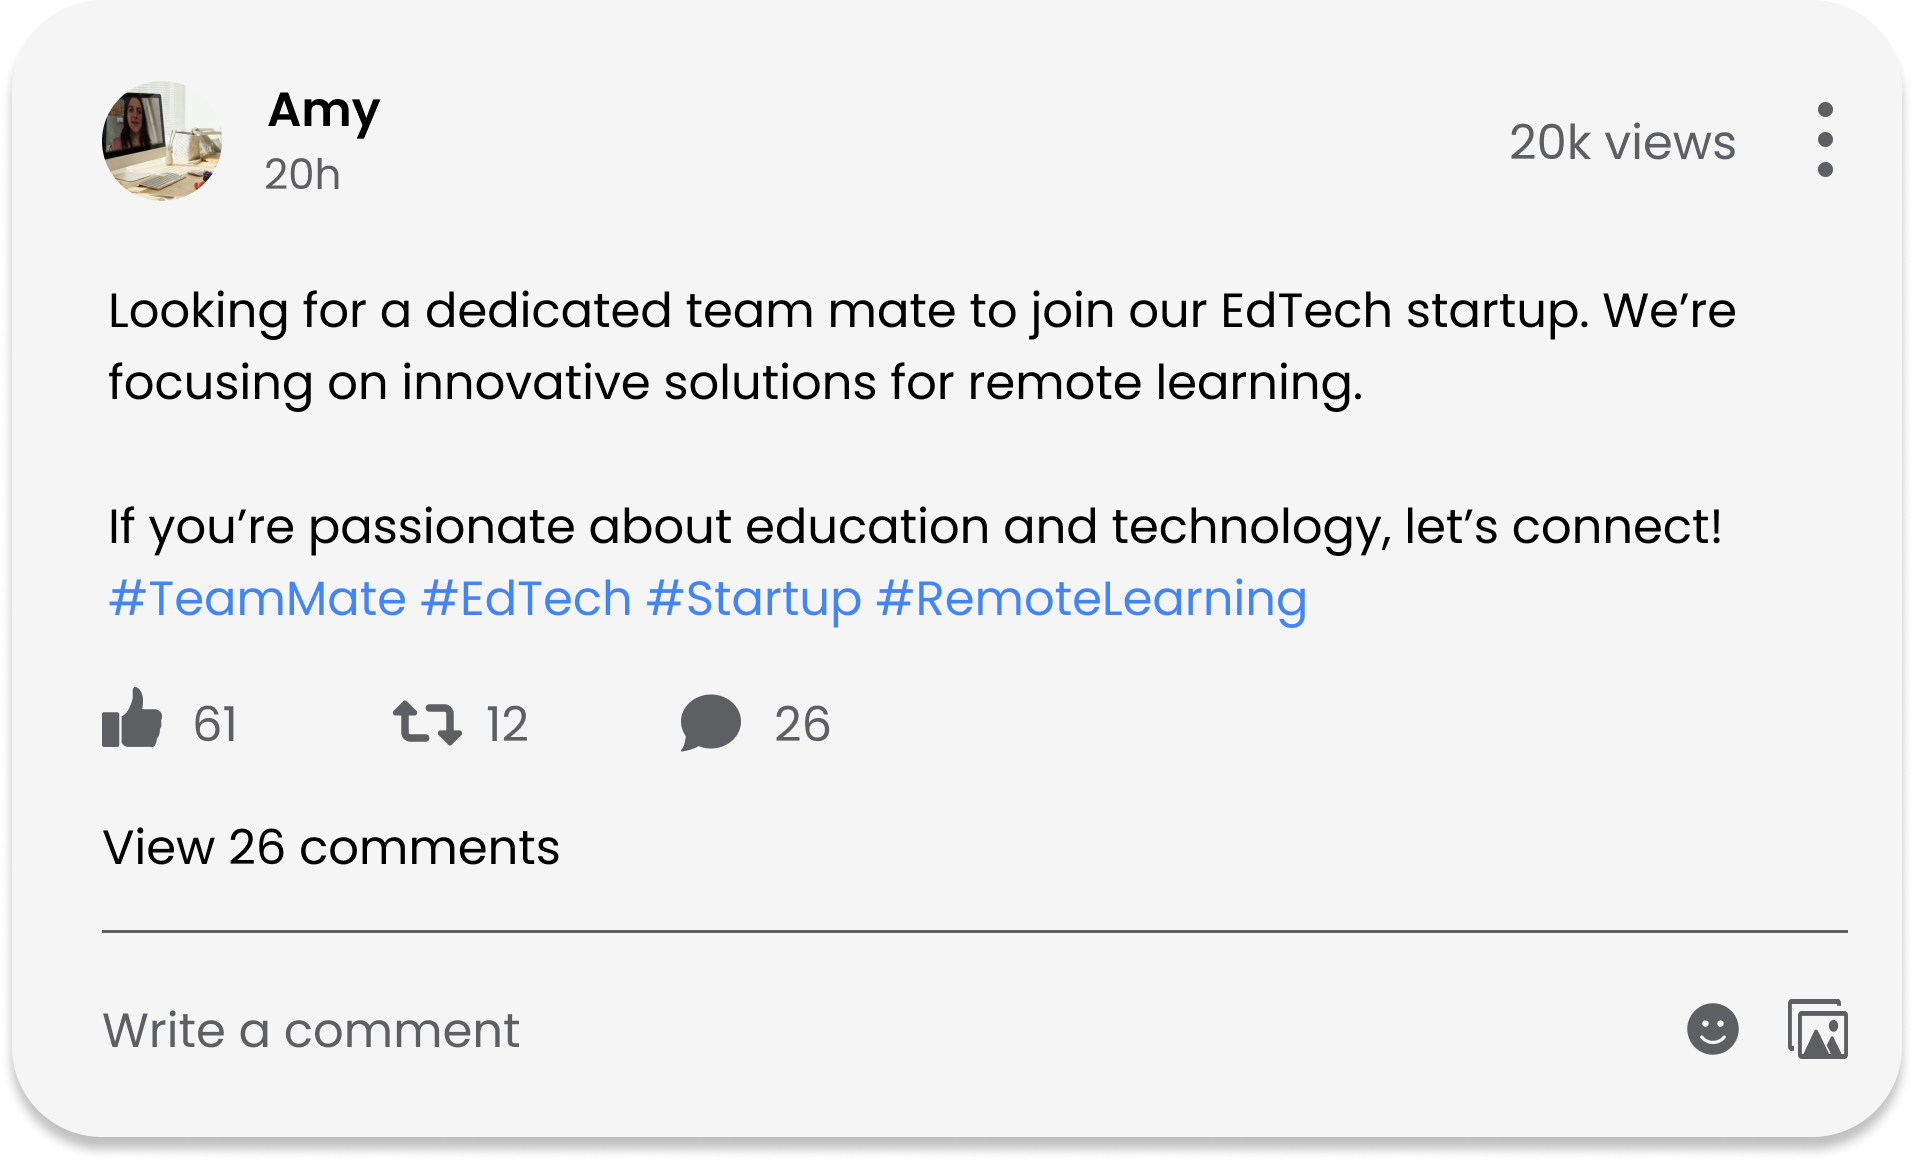 Amy
20h
20k views
Looking for a dedicated team mate to join our EdTech startup. We’re
focusing on innovative solutions for remote learning.
If you’re passionate about education and technology, let’s connect!
#TeamMate #EdTech #Startup #RemoteLearning
61 12 26
View 26 comments
Write a comment